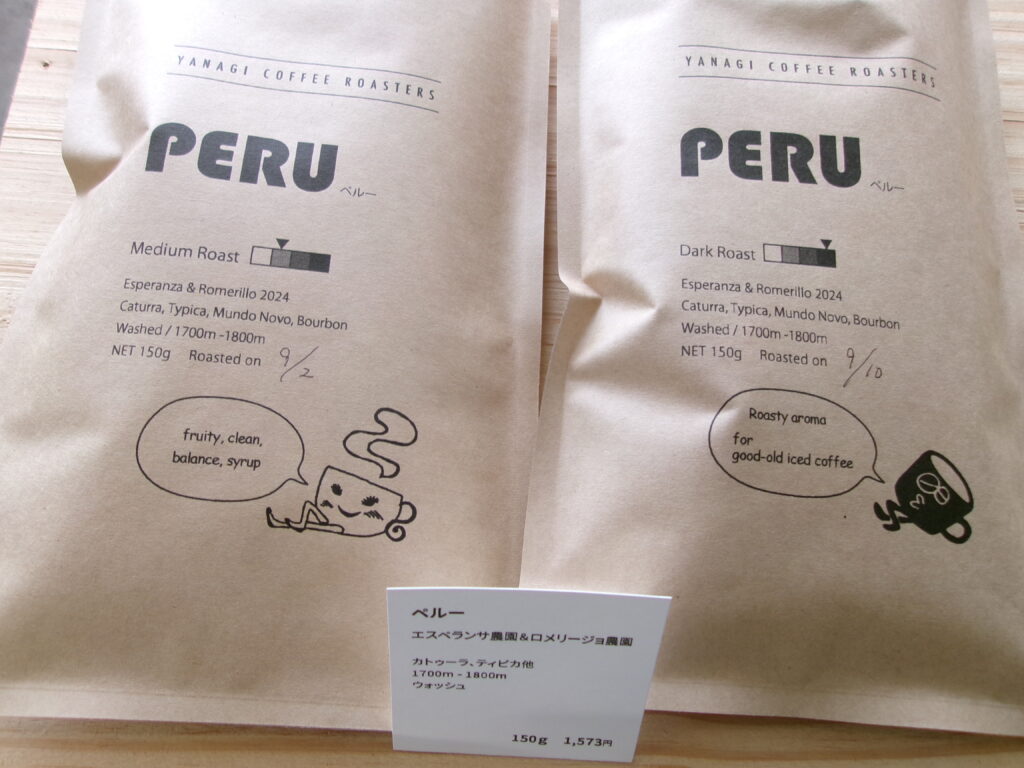 YANAGI COFFEE ROASTERS
PERU
ペルー
Medium Roast
Esperanza & Romerillo 2024
Caturra, Typica, Mundo Novo, Bourbon
Washed / 1700m -1800m
NET 150g Roasted on 9/2
fruity, clean,
balance, syrup
YANAGI COFFEE ROASTERS
PERU
ペルー
Dark Roast
Esperanza & Romerillo 2024
Caturra, Typica, Mundo Novo, Bourbon
Washed / 1700m -1800m
NET 150g Roasted on 9/10
Roasty aroma
for
good-old iced coffee
ペルー
エスペランサ農園&ロメリージョ農園
カトゥーラ、ティピカ他
1700m - 1800m
ウォッシュ
150g 1,573円